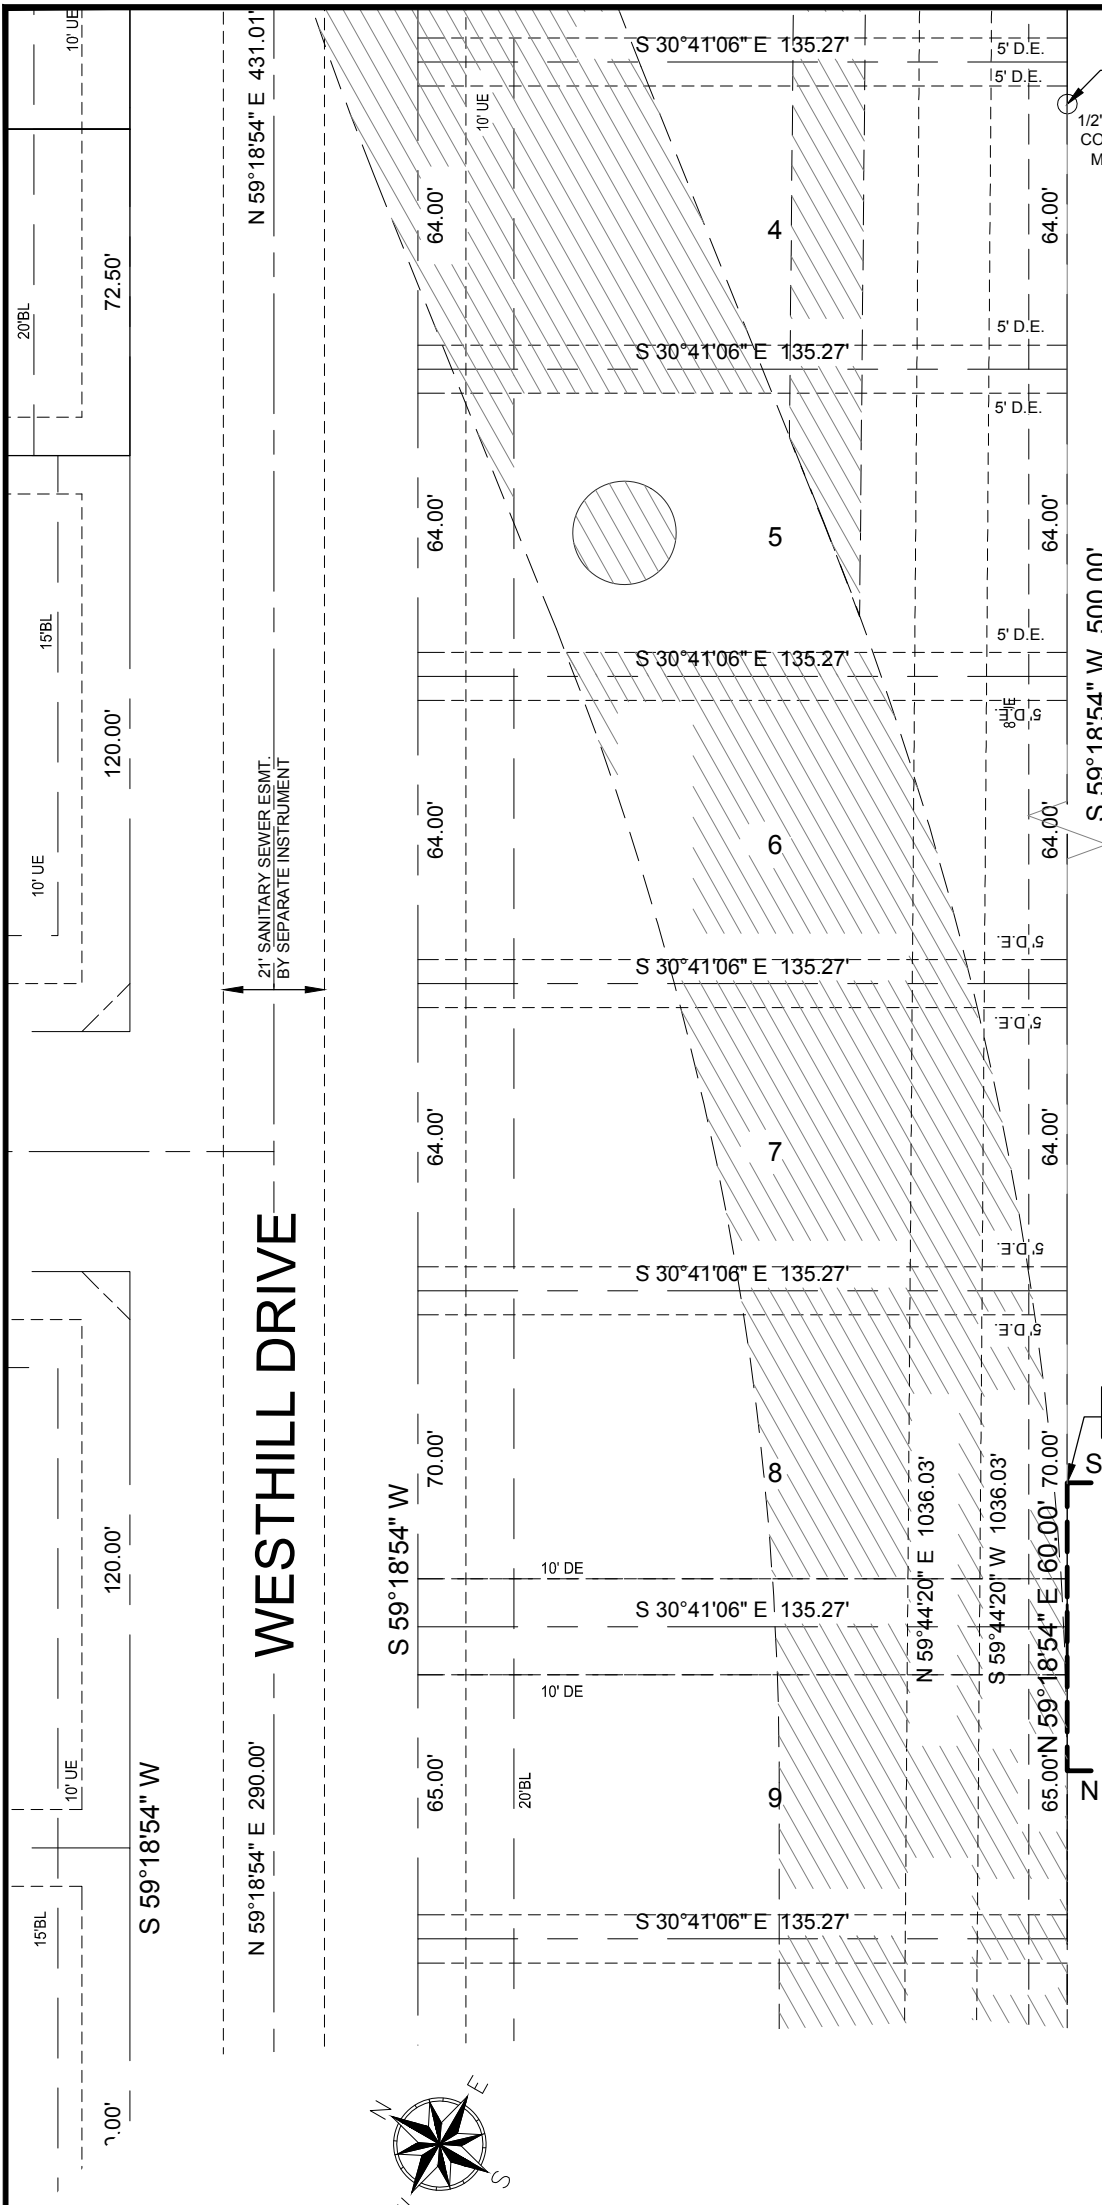 10' UE
N 59°18'54" E 431.01'
S 30°41'06" E 135.27'
5' D.E.
5' D.E.
10' UE
1/2"
CO
M
64.00'
4
64.00'
72.50'
20'BL
5' D.E.
S 30°41'06" E 135.27'
5' D.E.
64.00'
5
64.00'
S 59°18'54" W 500.00'
15'BL
5' D.E.
S 30°41'06" E 135.27'
5' D.E.
8' UE
120.00'
21' SANITARY SEWER ESMT.
BY SEPARATE INSTRUMENT
64.00'
6
64.00'
10' UE
5' D.E.
S 30°41'06" E 135.27'
5' D.E.
64.00'
7
64.00'
5' D.E.
S 30°41'06" E 135.27'
5' D.E.
WESTHILL DRIVE
70.00'
8
70.00'
S
S 59°18'54" W
120.00'
N 59°44'20" E 1036.03'
S 59°44'20" W 1036.03'
N 59°18'54" E 60.00'
10' DE
S 30°41'06" E 135.27'
10' DE
10' UE
S 59°18'54" W
N 59°18'54" E 290.00'
65.00'
20'BL
9
65.00'
N
15'BL
S 30°41'06" E 135.27'
.00'
N
E
S